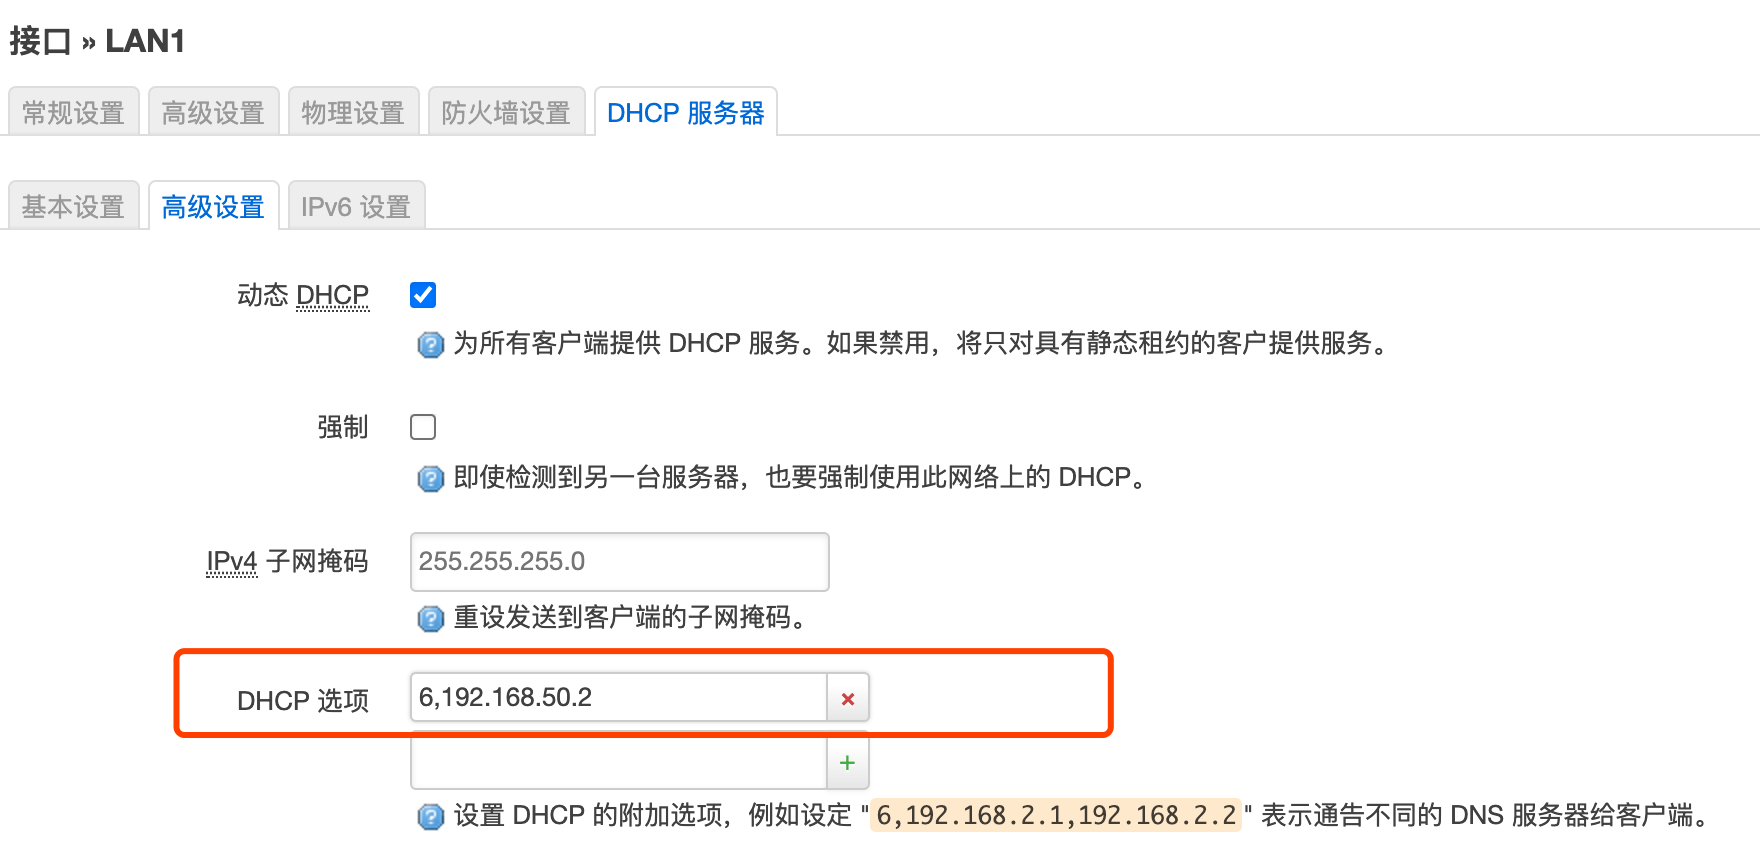 接口 » LAN1
常规设置 高级设置 物理设置 防火墙设置 DHCP 服务器
基本设置 高级设置 IPv6 设置
动态 DHCP
为所有客户端提供 DHCP 服务。如果禁用，将只对具有静态租约的客户提供服务。
强制
即使检测到另一台服务器，也要强制使用此网络上的 DHCP。
IPv4 子网掩码 255.255.255.0
重设发送到客户端的子网掩码。
DHCP 选项 6,192.168.50.2
设置 DHCP 的附加选项，例如设定 "6,192.168.2.1,192.168.2.2" 表示通告不同的 DNS 服务器给客户端。